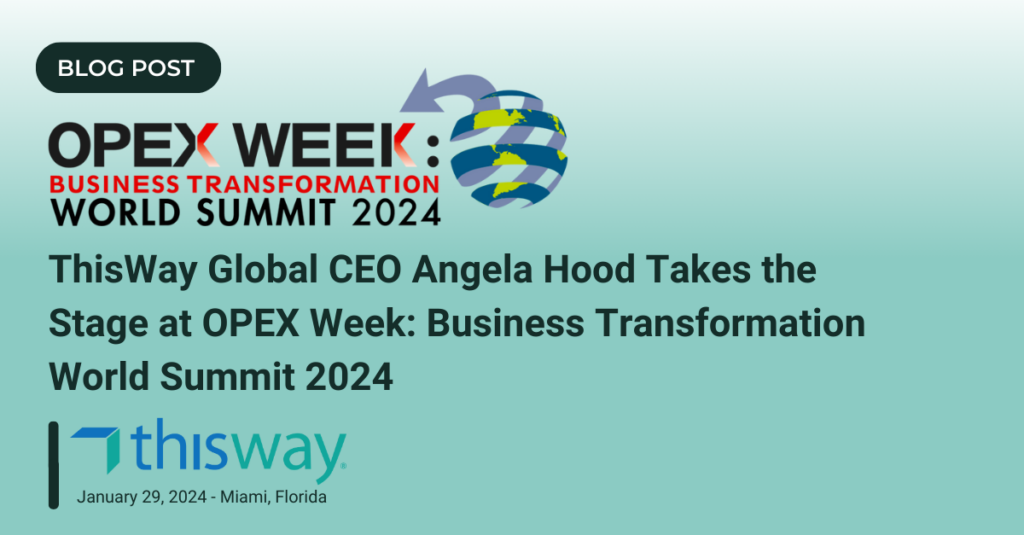 BLOG POST
OPEX WEEK:
BUSINESS TRANSFORMATION
WORLD SUMMIT 2024
ThisWay Global CEO Angela Hood Takes the
Stage at OPEX Week: Business Transformation
World Summit 2024
thisway®
January 29, 2024 - Miami, Florida